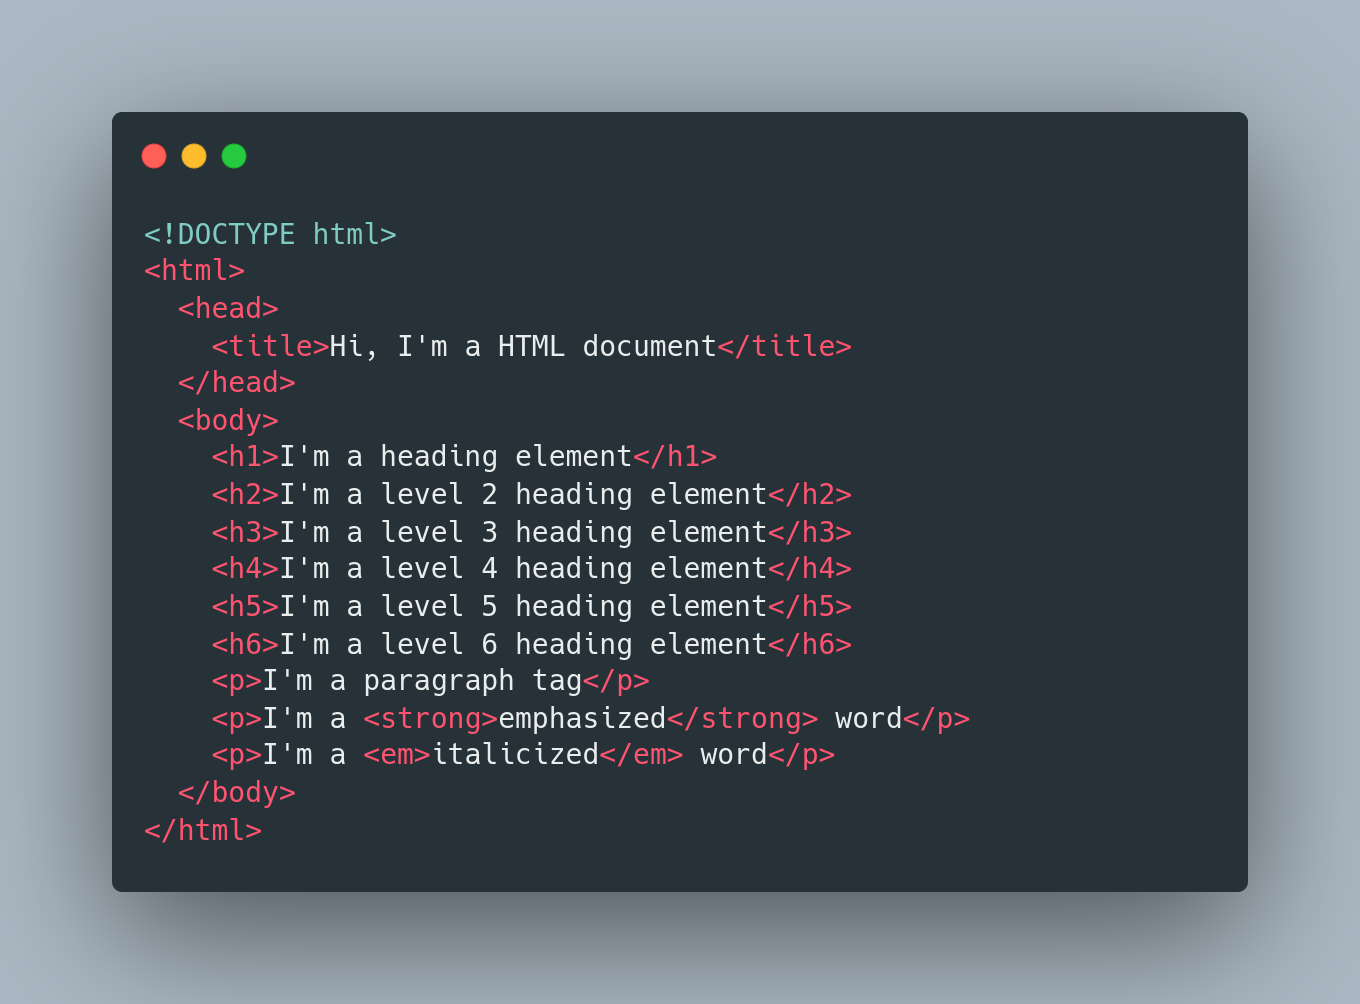 <!DOCTYPE html>
<html>
  <head>
    <title>Hi, I'm a HTML document</title>
  </head>
  <body>
    <h1>I'm a heading element</h1>
    <h2>I'm a level 2 heading element</h2>
    <h3>I'm a level 3 heading element</h3>
    <h4>I'm a level 4 heading element</h4>
    <h5>I'm a level 5 heading element</h5>
    <h6>I'm a level 6 heading element</h6>
    <p>I'm a paragraph tag</p>
    <p>I'm a <strong>emphasized</strong> word</p>
    <p>I'm a <em>italicized</em> word</p>
  </body>
</html>